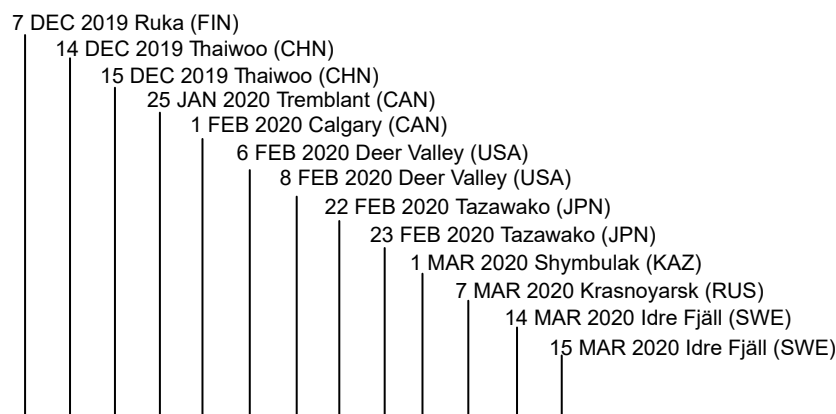 7 DEC 2019 Ruka (FIN)
14 DEC 2019 Thaiwoo (CHN)
15 DEC 2019 Thaiwoo (CHN)
25 JAN 2020 Tremblant (CAN)
1 FEB 2020 Calgary (CAN)
6 FEB 2020 Deer Valley (USA)
8 FEB 2020 Deer Valley (USA)
22 FEB 2020 Tazawako (JPN)
23 FEB 2020 Tazawako (JPN)
1 MAR 2020 Shymbulak (KAZ)
7 MAR 2020 Krasnoyarsk (RUS)
14 MAR 2020 Idre Fjäll (SWE)
15 MAR 2020 Idre Fjäll (SWE)